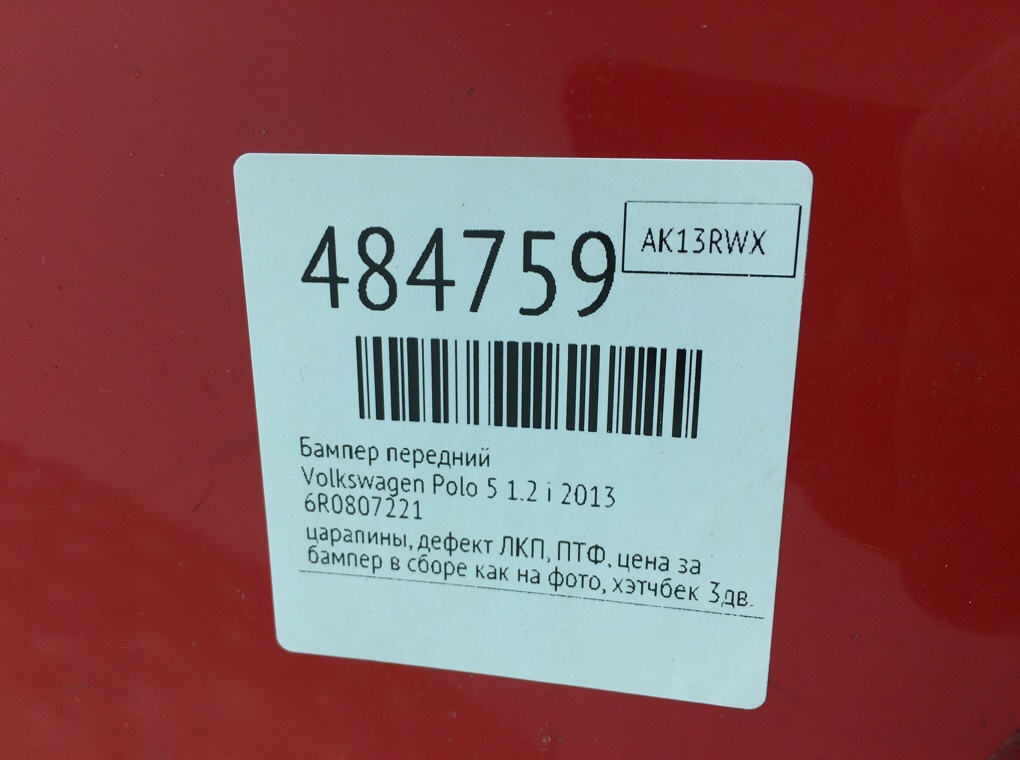 484759
AK13RWX
Бампер передний
Volkswagen Polo 5 1.2 i 2013
6R0807221
царапины, дефект ЛКП, ПТФ, цена за
бампер в сборе как на фото, хэтчбек 3дв.